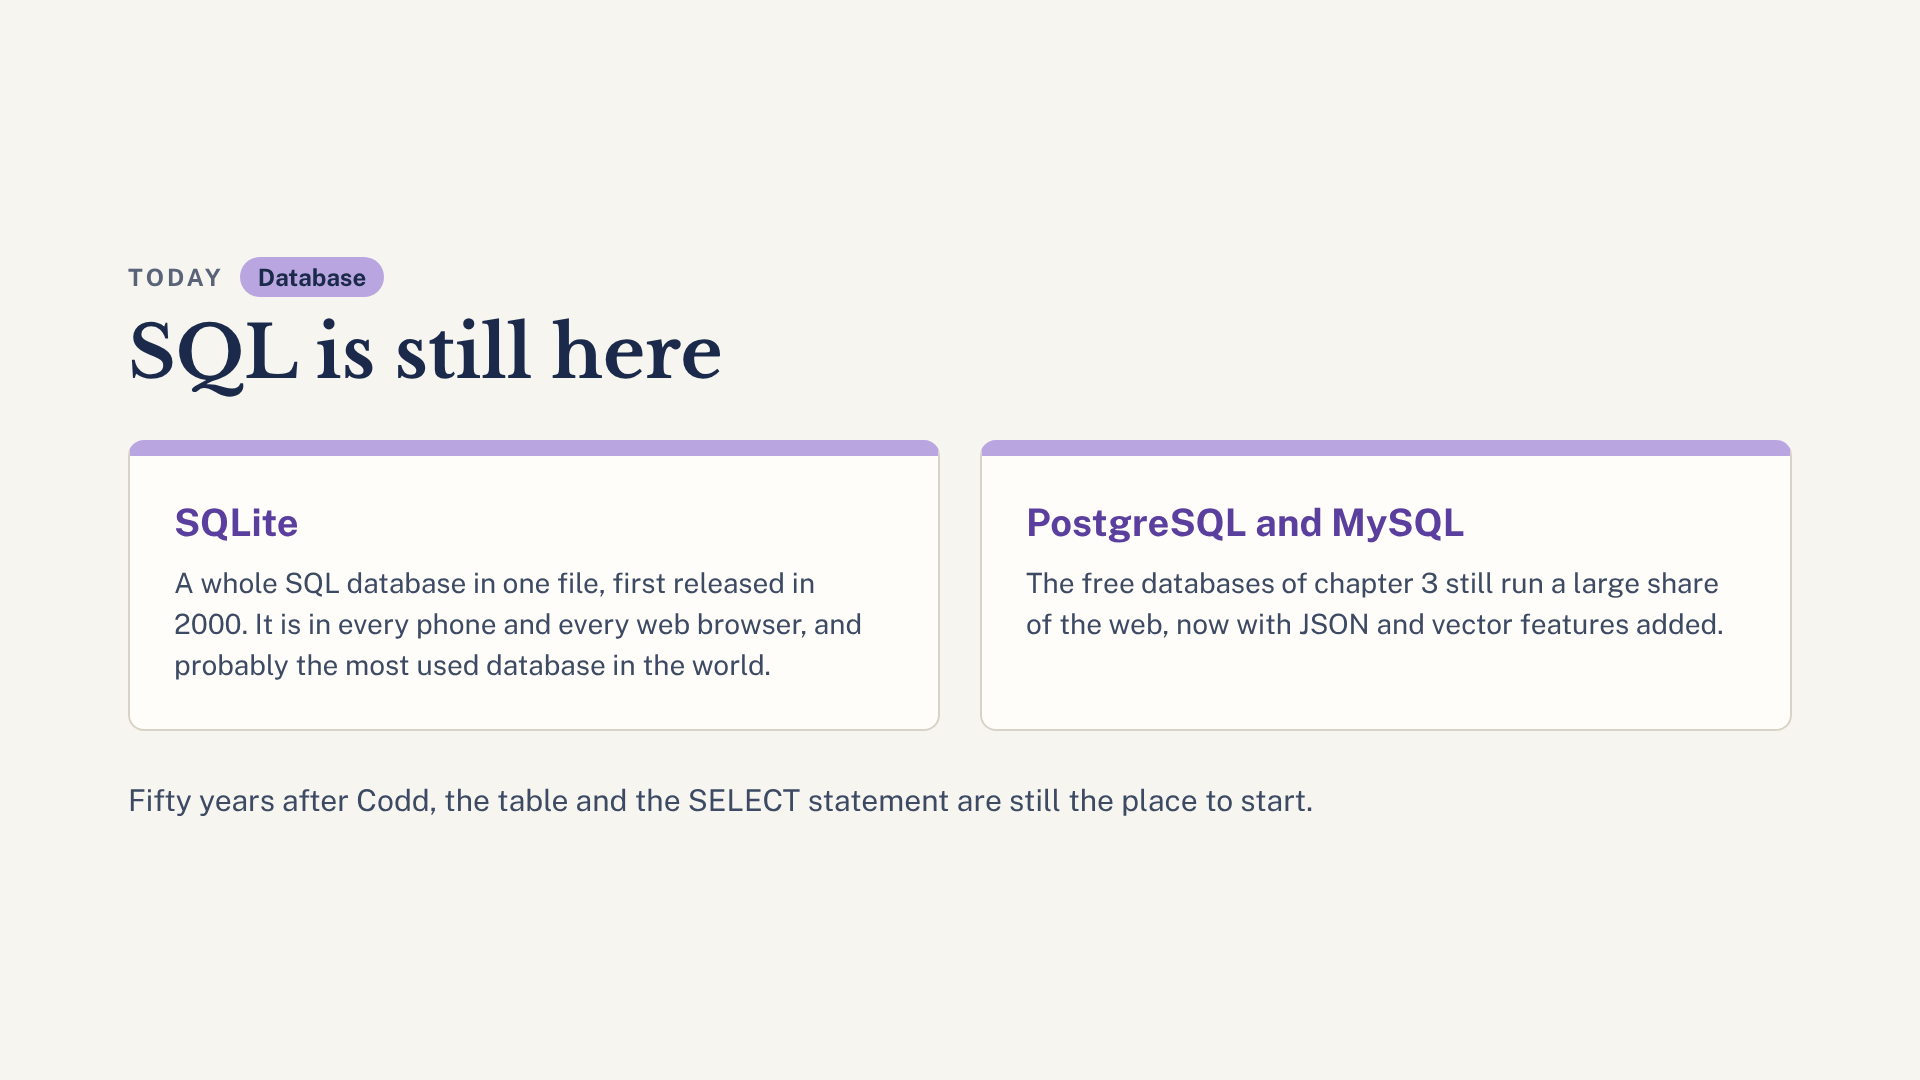 TODAY Database
SQL is still here
SQLite
A whole SQL database in one file, first released in
2000. It is in every phone and every web browser, and
probably the most used database in the world.
PostgreSQL and MySQL
The free databases of chapter 3 still run a large share
of the web, now with JSON and vector features added.
Fifty years after Codd, the table and the SELECT statement are still the place to start.